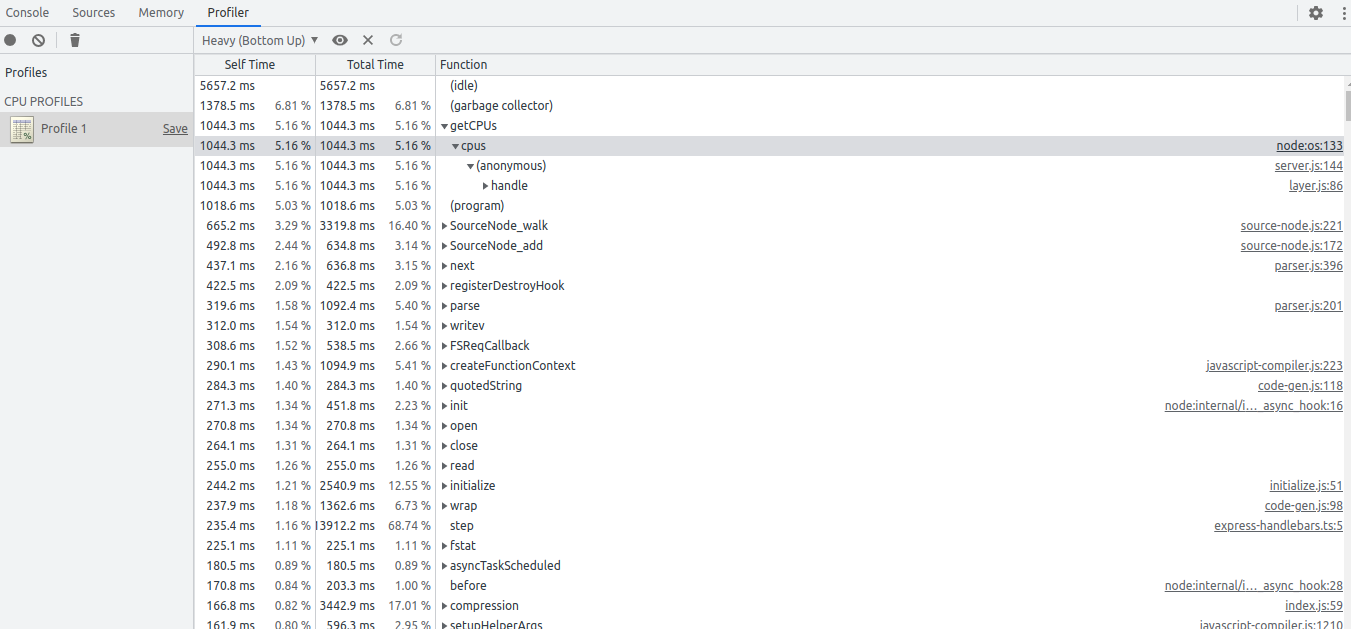 Console Sources Memory Profiler
Heavy (Bottom Up)
Profiles
CPU PROFILES
Profile 1 Save
Self Time Total Time Function
5657.2 ms 5657.2 ms (idle)
1378.5 ms 6.81 % 1378.5 ms 6.81 % (garbage collector)
1044.3 ms 5.16 % 1044.3 ms 5.16 % getCPUs
1044.3 ms 5.16 % 1044.3 ms 5.16 % cpus node:os:133
1044.3 ms 5.16 % 1044.3 ms 5.16 % (anonymous) server.js:144
1044.3 ms 5.16 % 1044.3 ms 5.16 % handle layer.js:86
1018.6 ms 5.03 % 1018.6 ms 5.03 % (program)
665.2 ms 3.29 % 3319.8 ms 16.40 % SourceNode_walk source-node.js:221
492.8 ms 2.44 % 634.8 ms 3.14 % SourceNode_add source-node.js:172
437.1 ms 2.16 % 636.8 ms 3.15 % next parser.js:396
422.5 ms 2.09 % 422.5 ms 2.09 % registerDestroyHook
319.6 ms 1.58 % 1092.4 ms 5.40 % parse parser.js:201
312.0 ms 1.54 % 312.0 ms 1.54 % writev
308.6 ms 1.52 % 538.5 ms 2.66 % FSReqCallback
290.1 ms 1.43 % 1094.9 ms 5.41 % createFunctionContext javascript-compiler.js:223
284.3 ms 1.40 % 284.3 ms 1.40 % quotedString code-gen.js:118
271.3 ms 1.34 % 451.8 ms 2.23 % init node:internal/i… async_hook:16
270.8 ms 1.34 % 270.8 ms 1.34 % open
264.1 ms 1.31 % 264.1 ms 1.31 % close
255.0 ms 1.26 % 255.0 ms 1.26 % read
244.2 ms 1.21 % 2540.9 ms 12.55 % initialize initialize.js:51
237.9 ms 1.18 % 1362.6 ms 6.73 % wrap code-gen.js:98
235.4 ms 1.16 % 13912.2 ms 68.74 % step express-handlebars.ts:5
225.1 ms 1.11 % 225.1 ms 1.11 % fstat
180.5 ms 0.89 % 180.5 ms 0.89 % asyncTaskScheduled
170.8 ms 0.84 % 203.3 ms 1.00 % before node:internal/i… async_hook:28
166.8 ms 0.82 % 3442.9 ms 17.01 % compression index.js:59
161.9 ms 0.80 % 596.3 ms 2.95 % setupHelperArgs javascript-compiler.js:1210